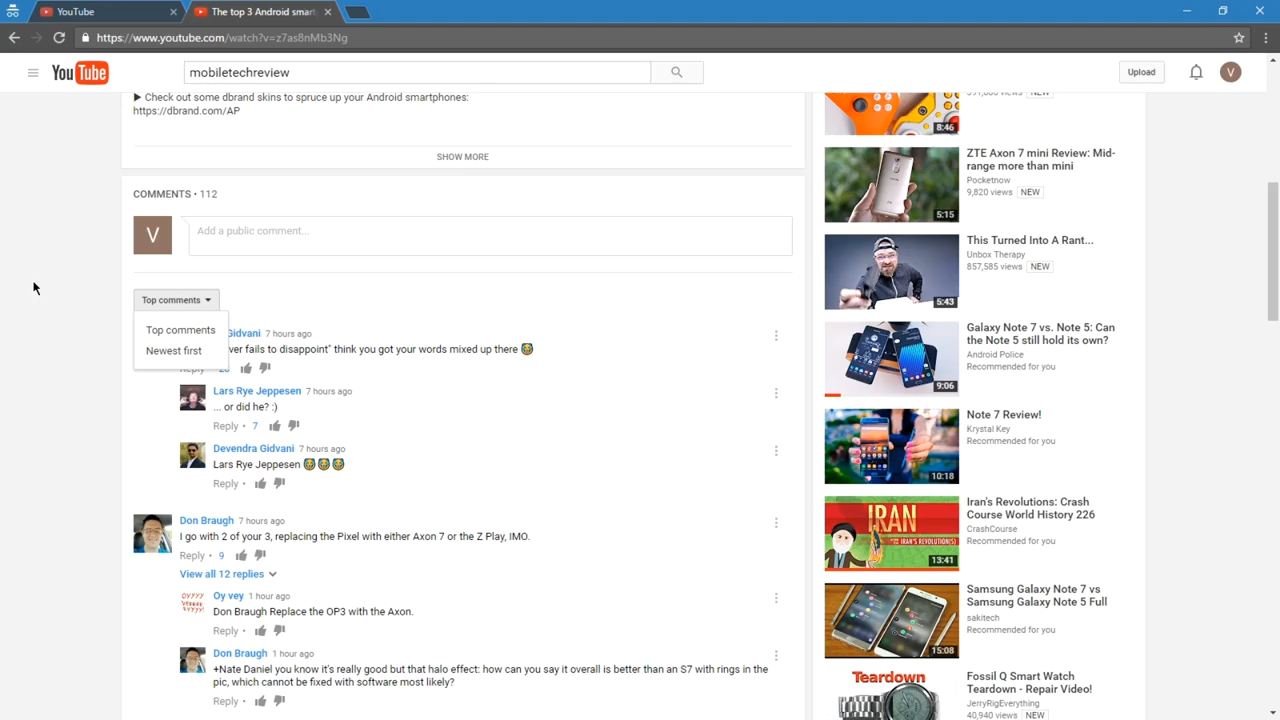 YouTube
The top 3 Android smart
https://www.youtube.com/watch?v=z7as8nMb3Ng
YouTube
mobiletechreview
Upload
V
▶ Check out some dbrand skins to spruce up your Android smartphones:
https://dbrand.com/AP
SHOW MORE
COMMENTS • 112
V
Add a public comment...
Top comments
Top comments
Newest first
Gidvani 7 hours ago
ver fails to disappoint" think you got your words mixed up there
Reply
Lars Rye Jeppesen 7 hours ago
... or did he? :)
Reply • 7
Devendra Gidvani 7 hours ago
Lars Rye Jeppesen
Reply •
Don Braugh 7 hours ago
I go with 2 of your 3, replacing the Pixel with either Axon 7 or the Z Play, IMO.
Reply • 9
View all 12 replies
Oy vey 1 hour ago
Don Braugh Replace the OP3 with the Axon.
Reply •
Don Braugh 1 hour ago
+Nate Daniel you know it's really good but that halo effect: how can you say it overall is better than an S7 with rings in the
pic, which cannot be fixed with software most likely?
Reply •
views NEW
8:46
ZTE Axon 7 mini Review: Mid-
range more than mini
Pocketnow
9,820 views NEW
5:15
This Turned Into A Rant...
Unbox Therapy
857,585 views NEW
5:43
Galaxy Note 7 vs. Note 5: Can
the Note 5 still hold its own?
Android Police
Recommended for you
9:06
Note 7 Review!
Krystal Key
Recommended for you
10:18
Iran's Revolutions: Crash
Course World History 226
CrashCourse
Recommended for you
IRAN
13:41
Samsung Galaxy Note 7 vs
Samsung Galaxy Note 5 Full
sakitech
Recommended for you
15:08
Fossil Q Smart Watch
Teardown - Repair Video!
JerryRigEverything
40,940 views NEW
Teardown